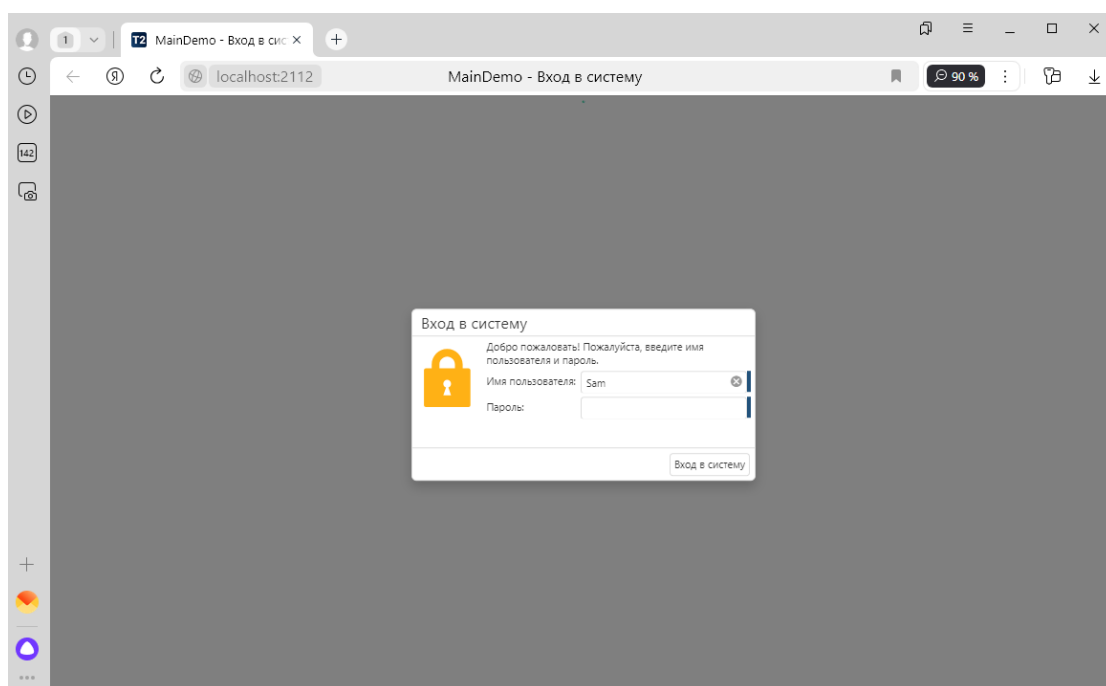 1
T2 MainDemo - Вход в сис
Я
localhost:2112
MainDemo - Вход в систему
90 %
142
Вход в систему
Добро пожаловать! Пожалуйста, введите имя
пользователя и пароль.
Имя пользователя: Sam
Пароль:
Вход в систему